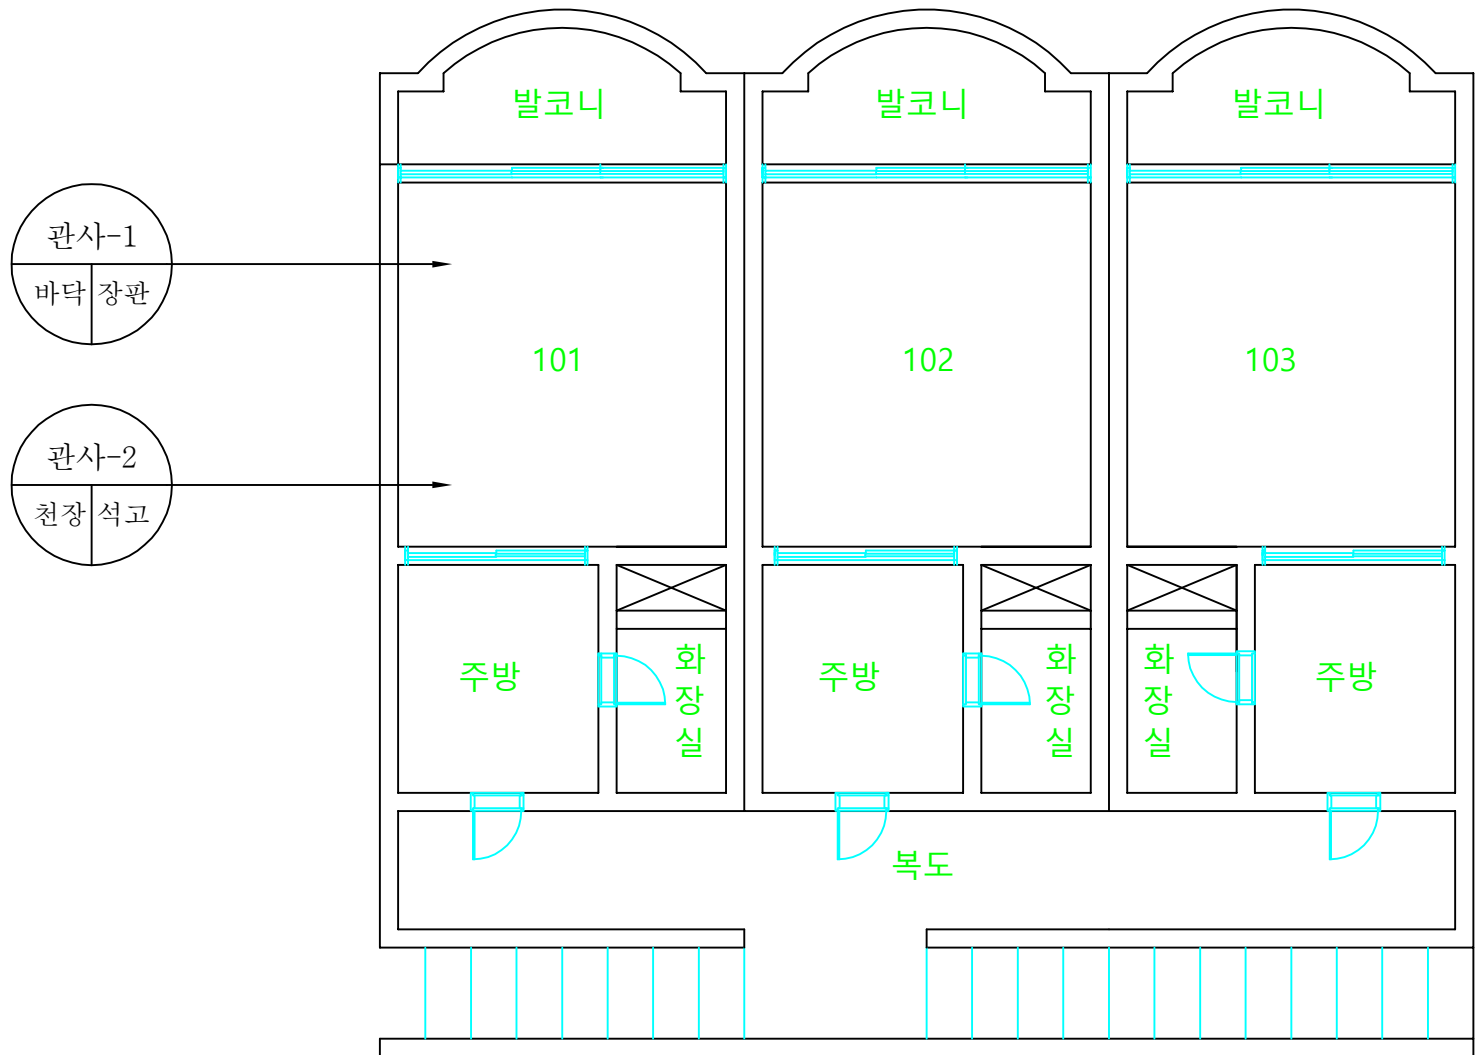 발코니 발코니 발코니
관사-1
바닥 장판
101 102 103
관사-2
천장 석고
주방 화장실 주방 화장실 화장실 주방
복도